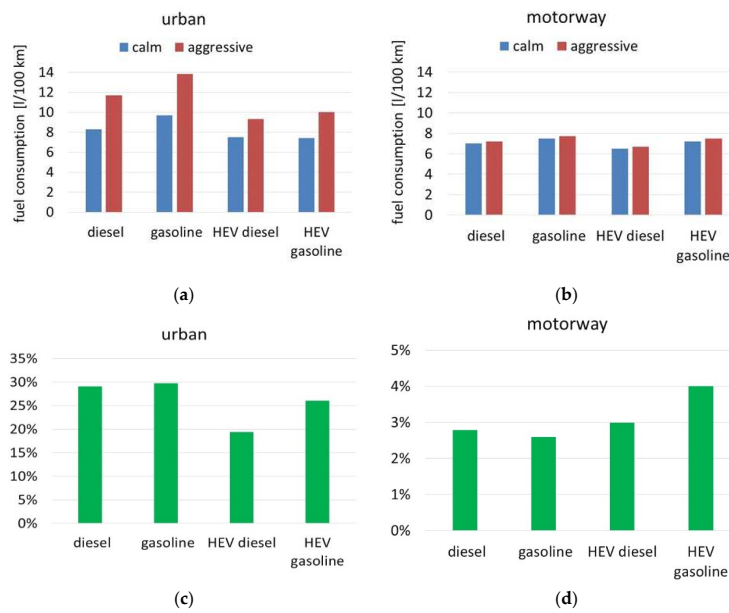 urban
calm aggressive
fuel consumption [l/100 km]
14
12
10
8
6
4
2
0
diesel gasoline HEV diesel HEV
gasoline
(a)
motorway
calm aggressive
fuel consumption [l/100 km]
14
12
10
8
6
4
2
0
diesel gasoline HEV diesel HEV
gasoline
(b)
urban
35%
30%
25%
20%
15%
10%
5%
0%
diesel gasoline HEV diesel HEV
gasoline
(c)
motorway
5%
4%
3%
2%
1%
0%
diesel gasoline HEV diesel HEV
gasoline
(d)